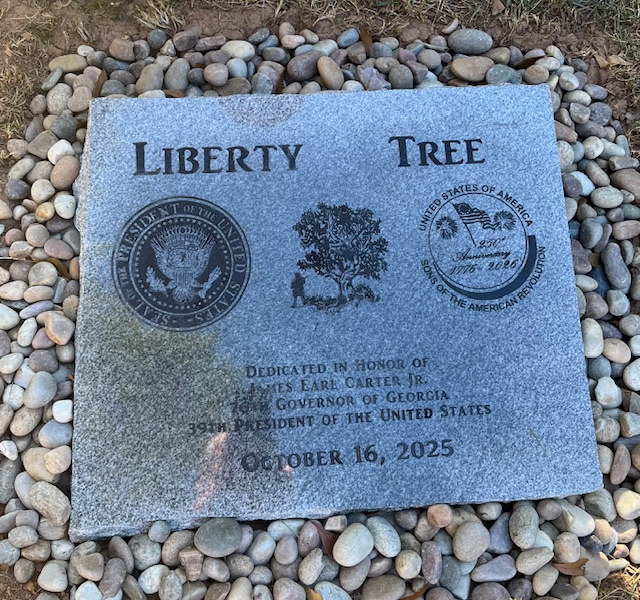 LIBERTY TREE
SEAL OF THE PRESIDENT OF THE UNITED STATES
UNITED STATES OF AMERICA
250th
Anniversary
1776 - 2026
SONS OF THE AMERICAN REVOLUTION
DEDICATED IN HONOR OF
JAMES EARL CARTER JR.
76TH GOVERNOR OF GEORGIA
39TH PRESIDENT OF THE UNITED STATES
OCTOBER 16, 2025